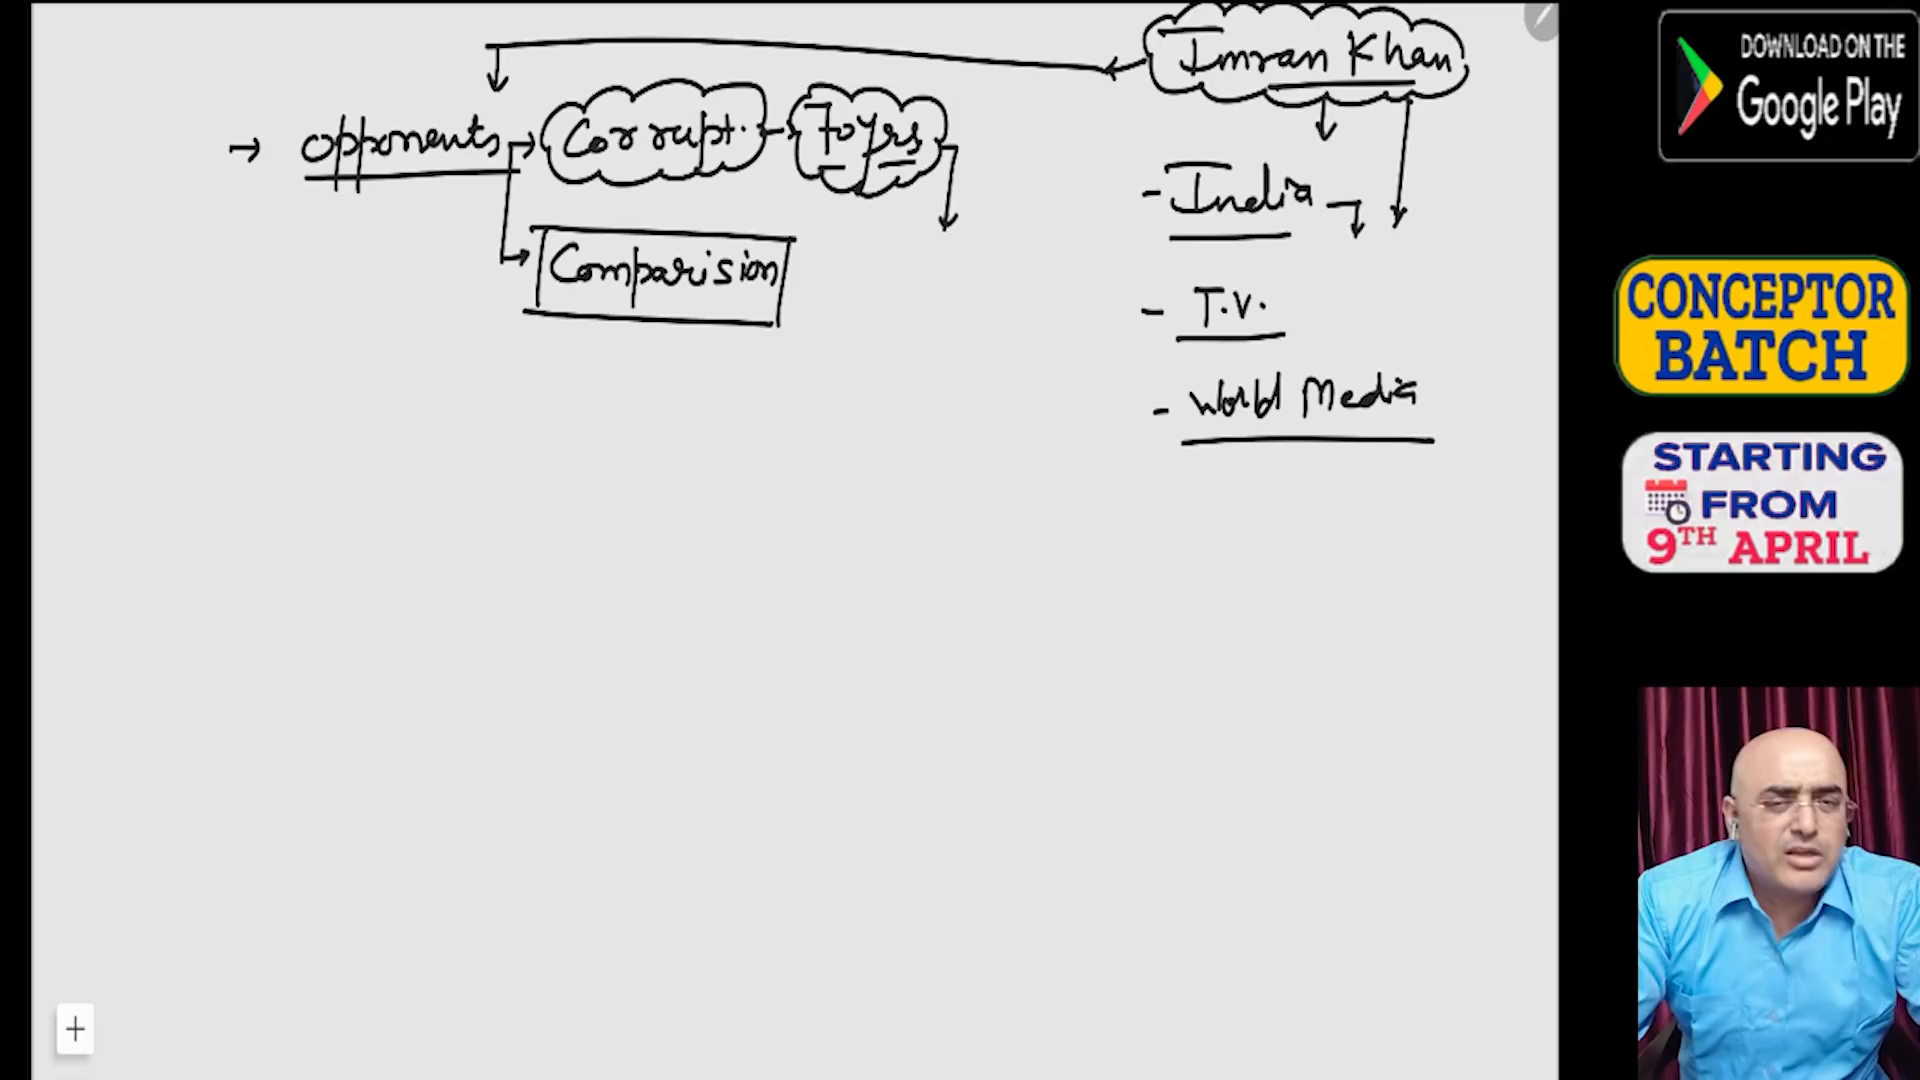 Imran Khan
→ opponents → Corrupt. - 70yrs
Comparision
- India
- T.V.
- World Media
DOWNLOAD ON THE
Google Play
CONCEPTOR
BATCH
STARTING
FROM
9TH APRIL